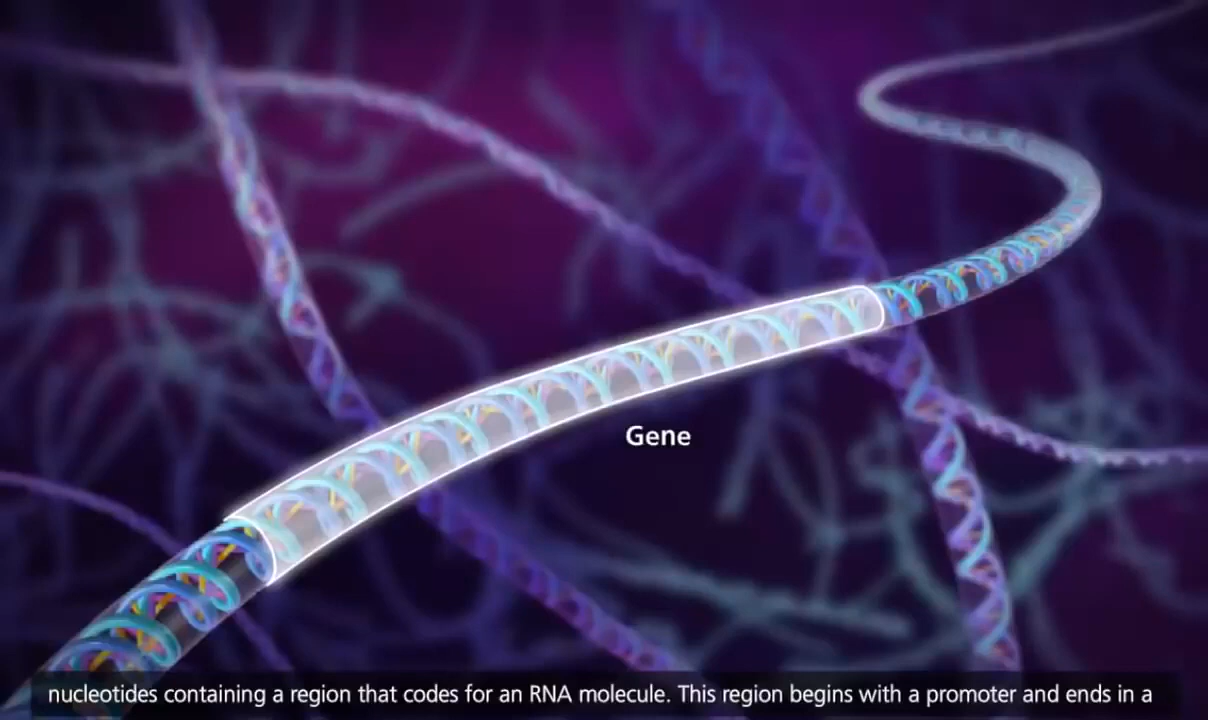 Gene
nucleotides containing a region that codes for an RNA molecule. This region begins with a promoter and ends in a